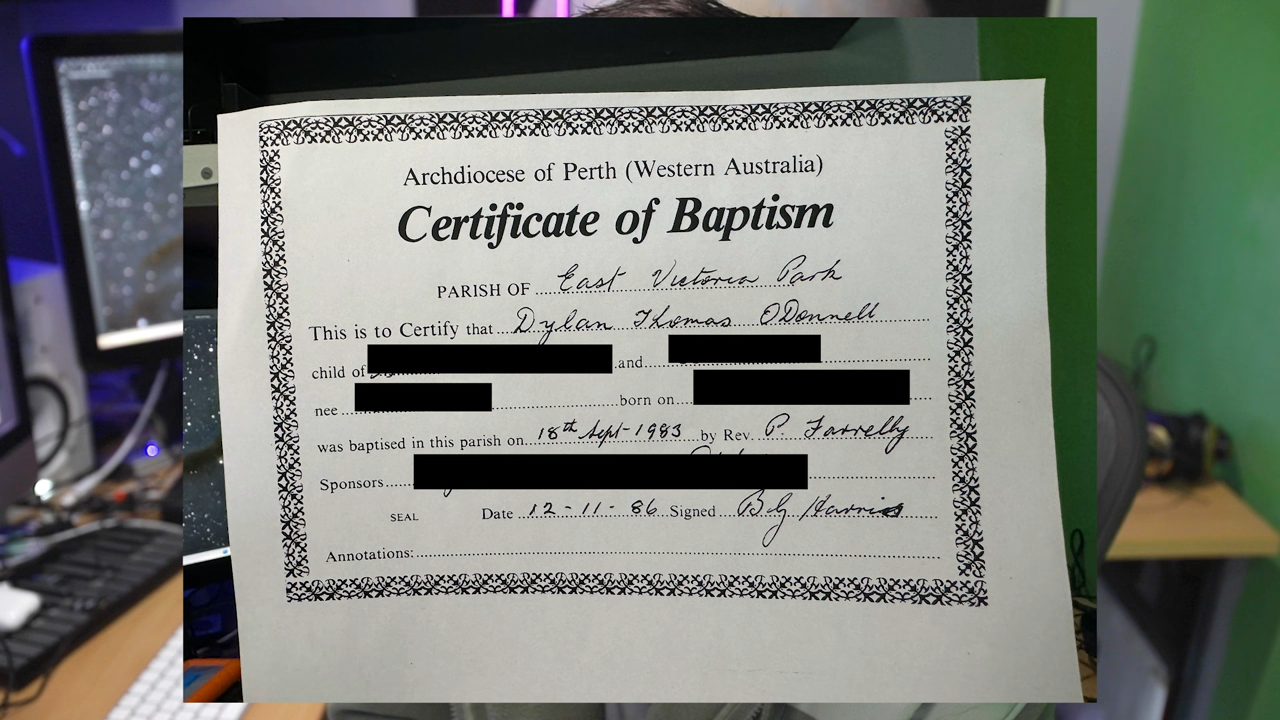 Archdiocese of Perth (Western Australia)
Certificate of Baptism
PARISH OF East Victoria Park
This is to Certify that Dylan Thomas ODonnell
child of and
nee born on
was baptised in this parish on 18th Sept-1983 by Rev. P Farrelly
Sponsors
SEAL Date 12-11-86 Signed B G Harris
Annotations: